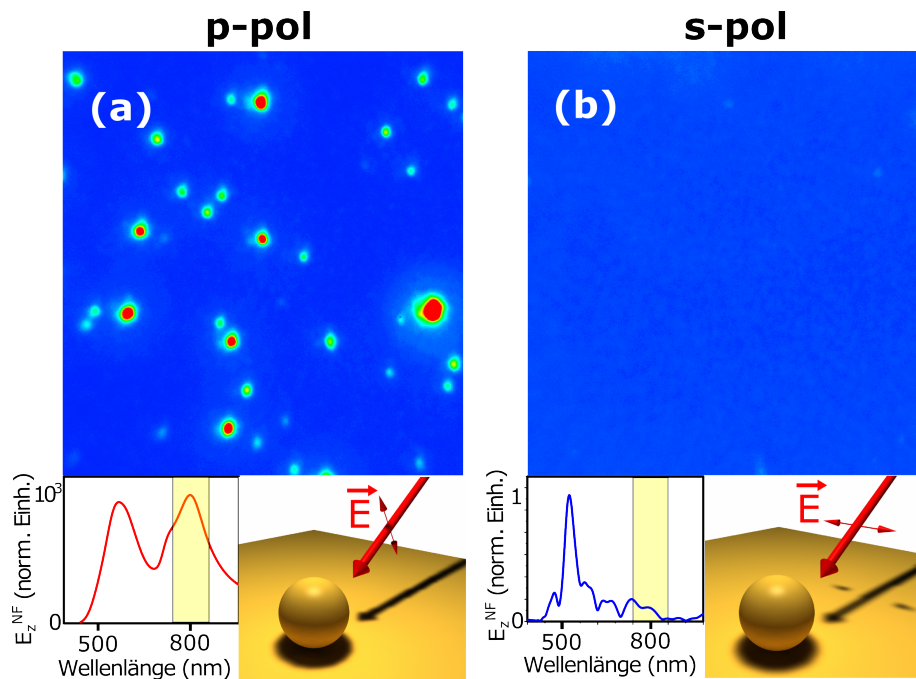 p-pol
s-pol
(a)
(b)
10³
0
E_z^NF (norm. Einh.)
500 800
Wellenlänge (nm)
E
1
0
E_z^NF (norm. Einh.)
500 800
Wellenlänge (nm)
E